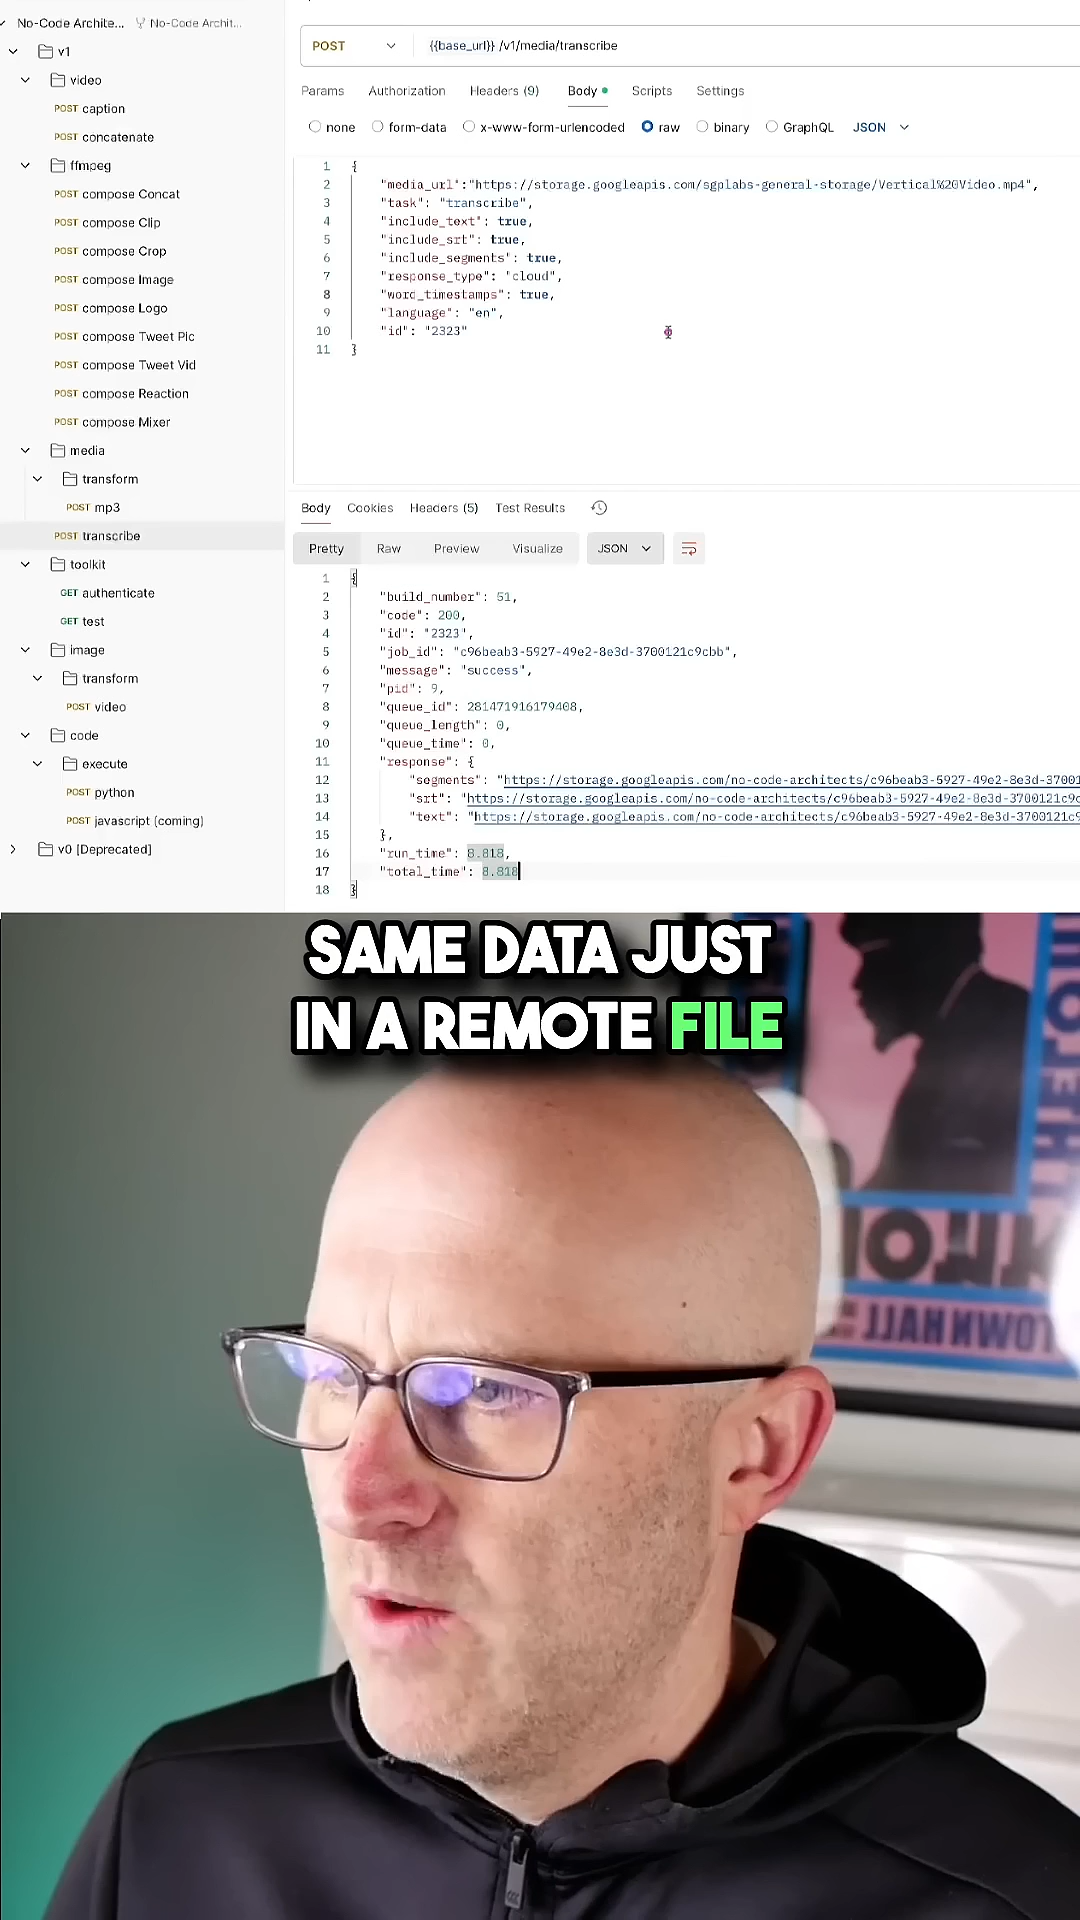 No-Code Archite... No-Code Archit...
v1
video
POST caption
POST concatenate
ffmpeg
POST compose Concat
POST compose Clip
POST compose Crop
POST compose Image
POST compose Logo
POST compose Tweet Pic
POST compose Tweet Vid
POST compose Reaction
POST compose Mixer
media
transform
POST mp3
POST transcribe
toolkit
GET authenticate
GET test
image
transform
POST video
code
execute
POST python
POST javascript (coming)
v0 [Deprecated]
POST {{base_url}} /v1/media/transcribe
Params Authorization Headers (9) Body Scripts Settings
none form-data x-www-form-urlencoded raw binary GraphQL JSON
1 {
2 "media_url":"https://storage.googleapis.com/sgplabs-general-storage/Vertical%20Video.mp4",
3 "task": "transcribe",
4 "include_text": true,
5 "include_srt": true,
6 "include_segments": true,
7 "response_type": "cloud",
8 "word_timestamps": true,
9 "language": "en",
10 "id": "2323"
11 }
Body Cookies Headers (5) Test Results
Pretty Raw Preview Visualize JSON
1 {
2 "build_number": 51,
3 "code": 200,
4 "id": "2323",
5 "job_id": "c96beab3-5927-49e2-8e3d-3700121c9cbb",
6 "message": "success",
7 "pid": 9,
8 "queue_id": 281471916179408,
9 "queue_length": 0,
10 "queue_time": 0,
11 "response": {
12 "segments": "https://storage.googleapis.com/no-code-architects/c96beab3-5927-49e2-8e3d-37001
13 "srt": "https://storage.googleapis.com/no-code-architects/c96beab3-5927-49e2-8e3d-3700121c9c
14 "text": "https://storage.googleapis.com/no-code-architects/c96beab3-5927-49e2-8e3d-3700121c9
15 },
16 "run_time": 8.818,
17 "total_time": 8.818
18 }
SAME DATA JUST
IN A REMOTE FILE
TOWN HALL